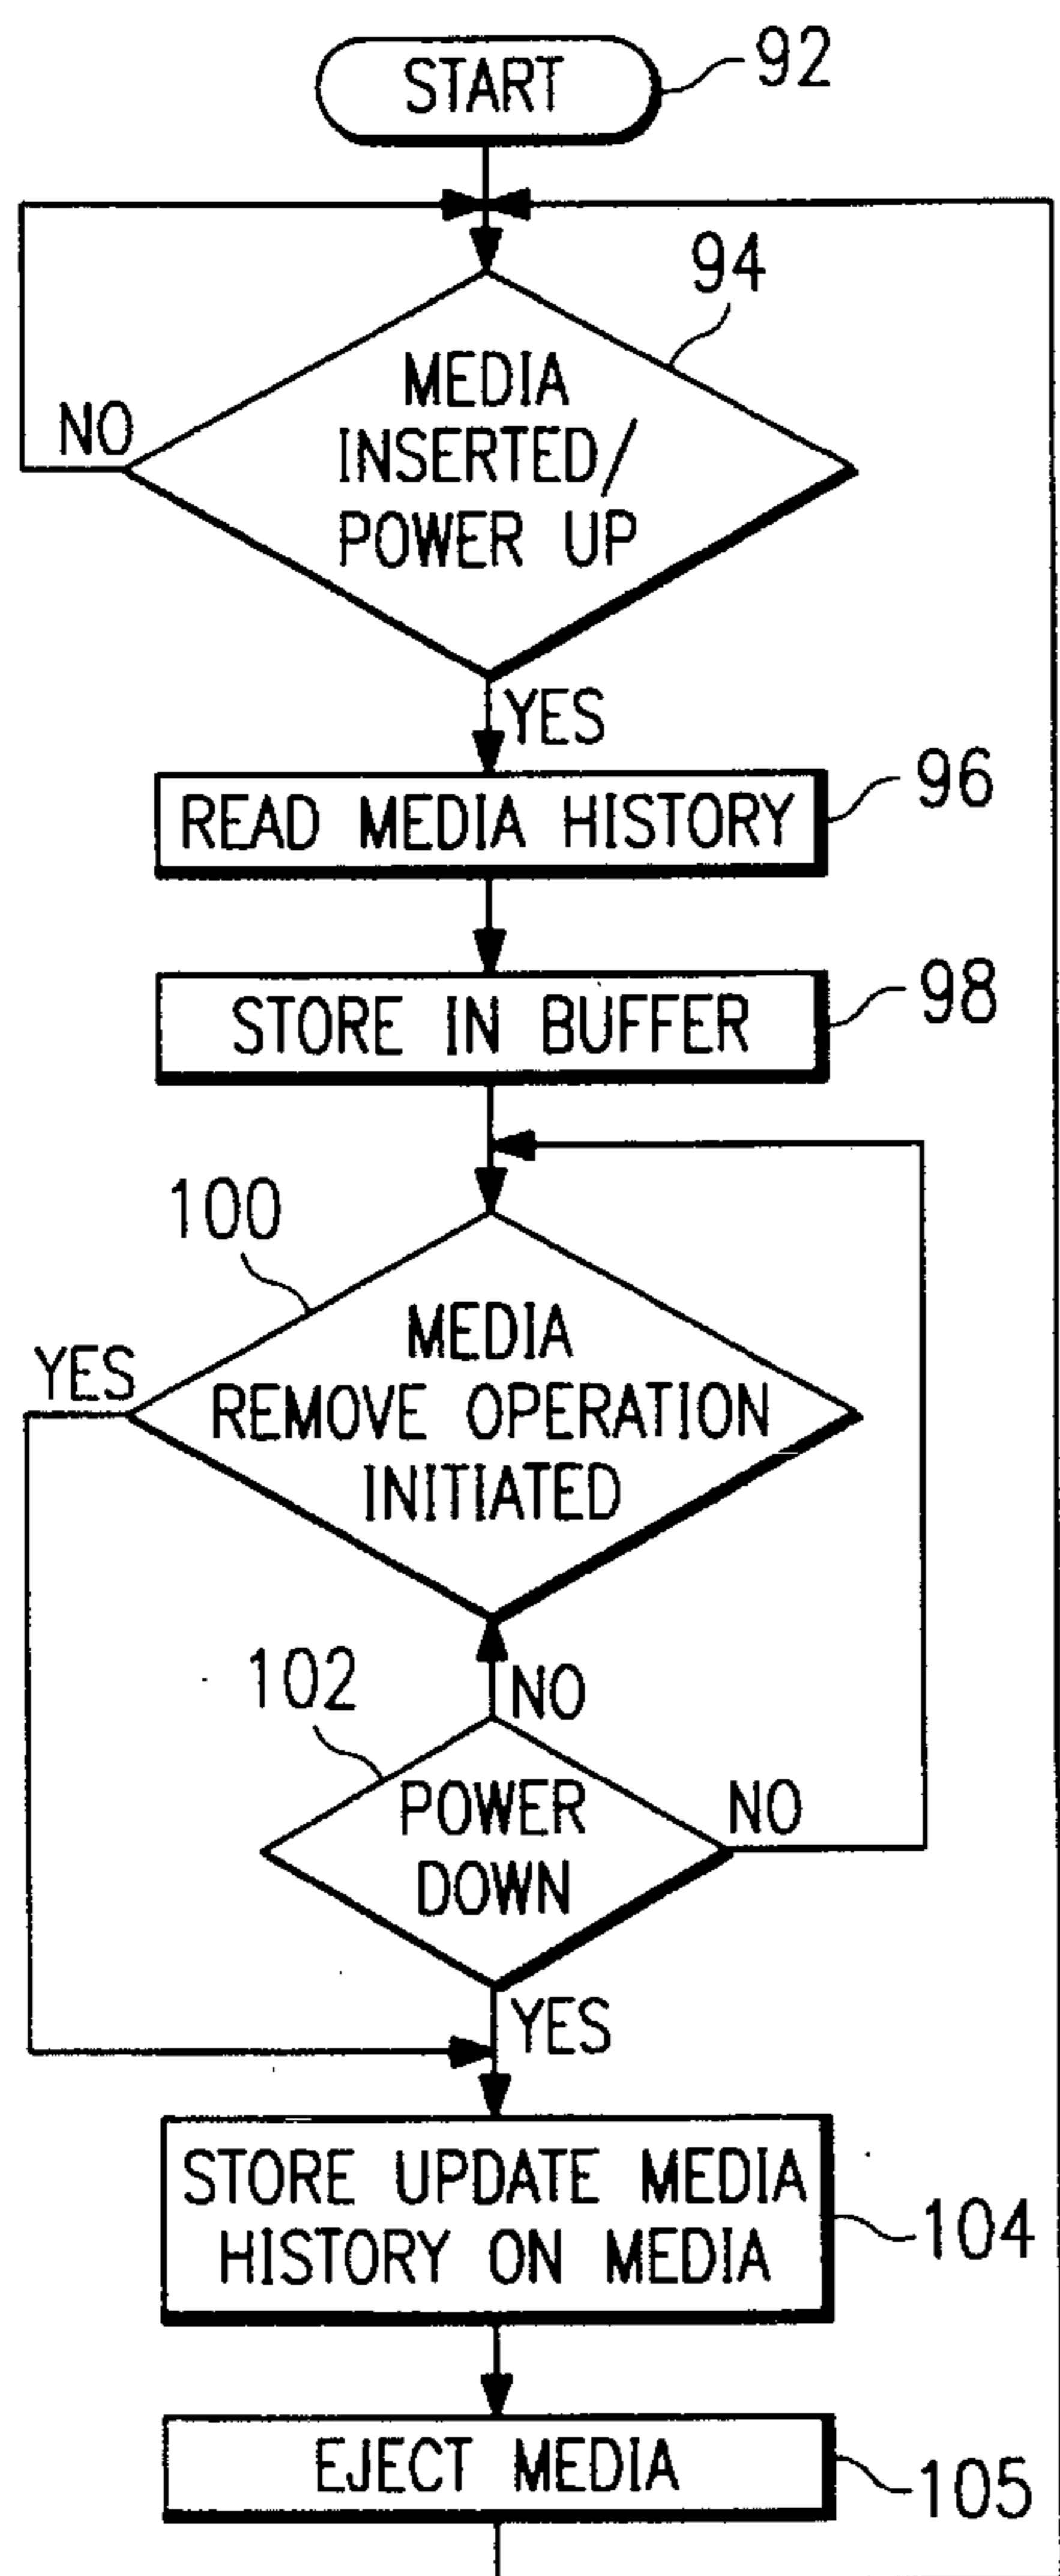 START
92
94
MEDIA
INSERTED/
POWER UP
NO
YES
READ MEDIA HISTORY
96
STORE IN BUFFER
98
100
YES
MEDIA
REMOVE OPERATION
INITIATED
102
NO
POWER
DOWN
NO
YES
STORE UPDATE MEDIA
HISTORY ON MEDIA
104
EJECT MEDIA
105